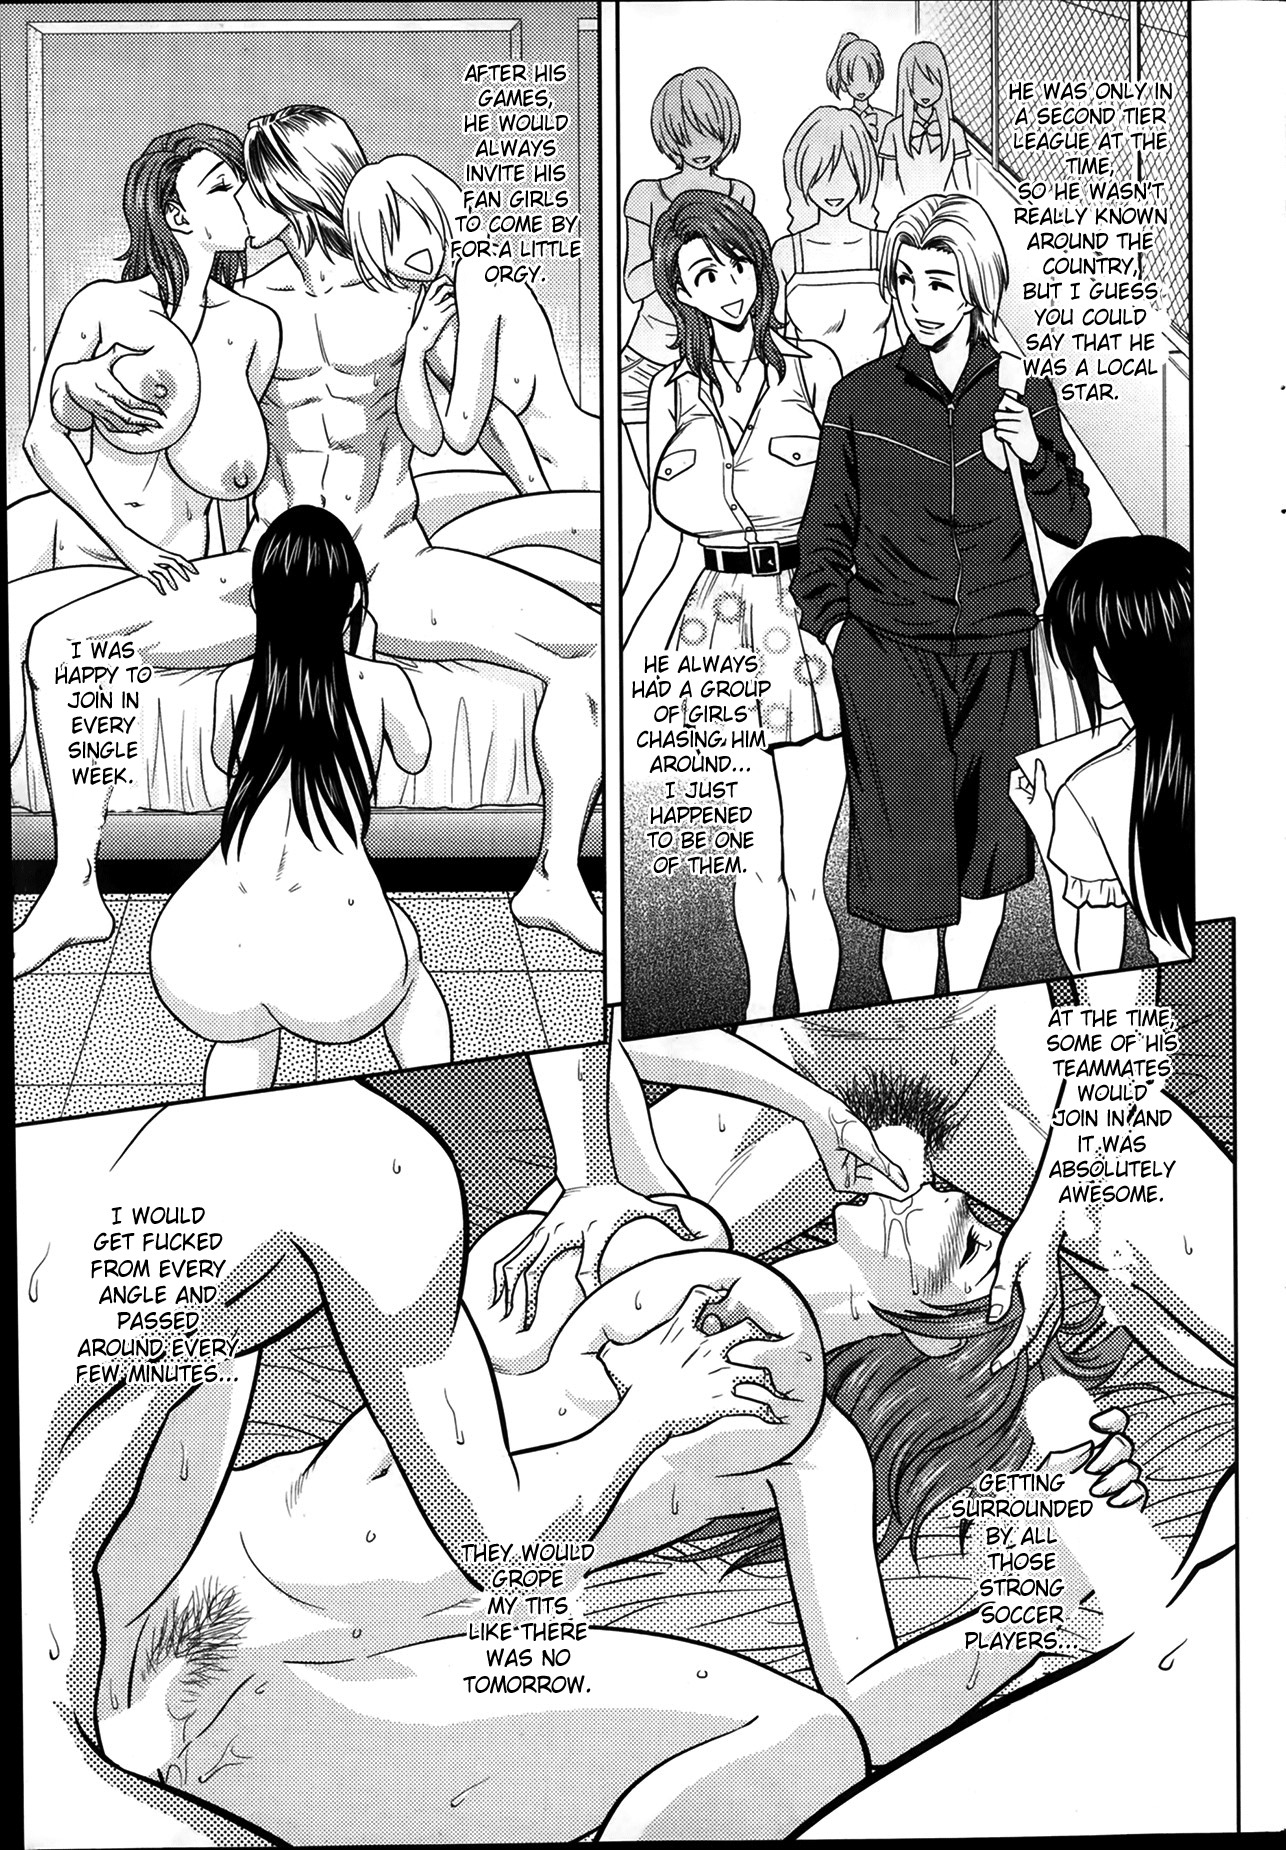 HE WAS ONLY IN
A SECOND TIER
LEAGUE AT THE
TIME,
SO HE WASN'T
REALLY KNOWN
AROUND THE
COUNTRY,
BUT I GUESS
YOU COULD
SAY THAT HE
WAS A LOCAL
STAR.
HE ALWAYS
HAD A GROUP
OF GIRLS
CHASING HIM
AROUND...
I JUST
HAPPENED
TO BE ONE
OF THEM.
AFTER HIS
GAMES,
HE WOULD
ALWAYS
INVITE HIS
FAN GIRLS
TO COME BY
FOR A LITTLE
ORGY.
I WAS
HAPPY TO
JOIN IN
EVERY
SINGLE
WEEK.
AT THE TIME,
SOME OF HIS
TEAMMATES
WOULD
JOIN IN AND
IT WAS
ABSOLUTELY
AWESOME.
GETTING
SURROUNDED
BY ALL
THOSE
STRONG
SOCCER
PLAYERS...
THEY WOULD
GROPE
MY TITS
LIKE THERE
WAS NO
TOMORROW.
I WOULD
GET FUCKED
FROM EVERY
ANGLE AND
PASSED
AROUND EVERY
FEW MINUTES...